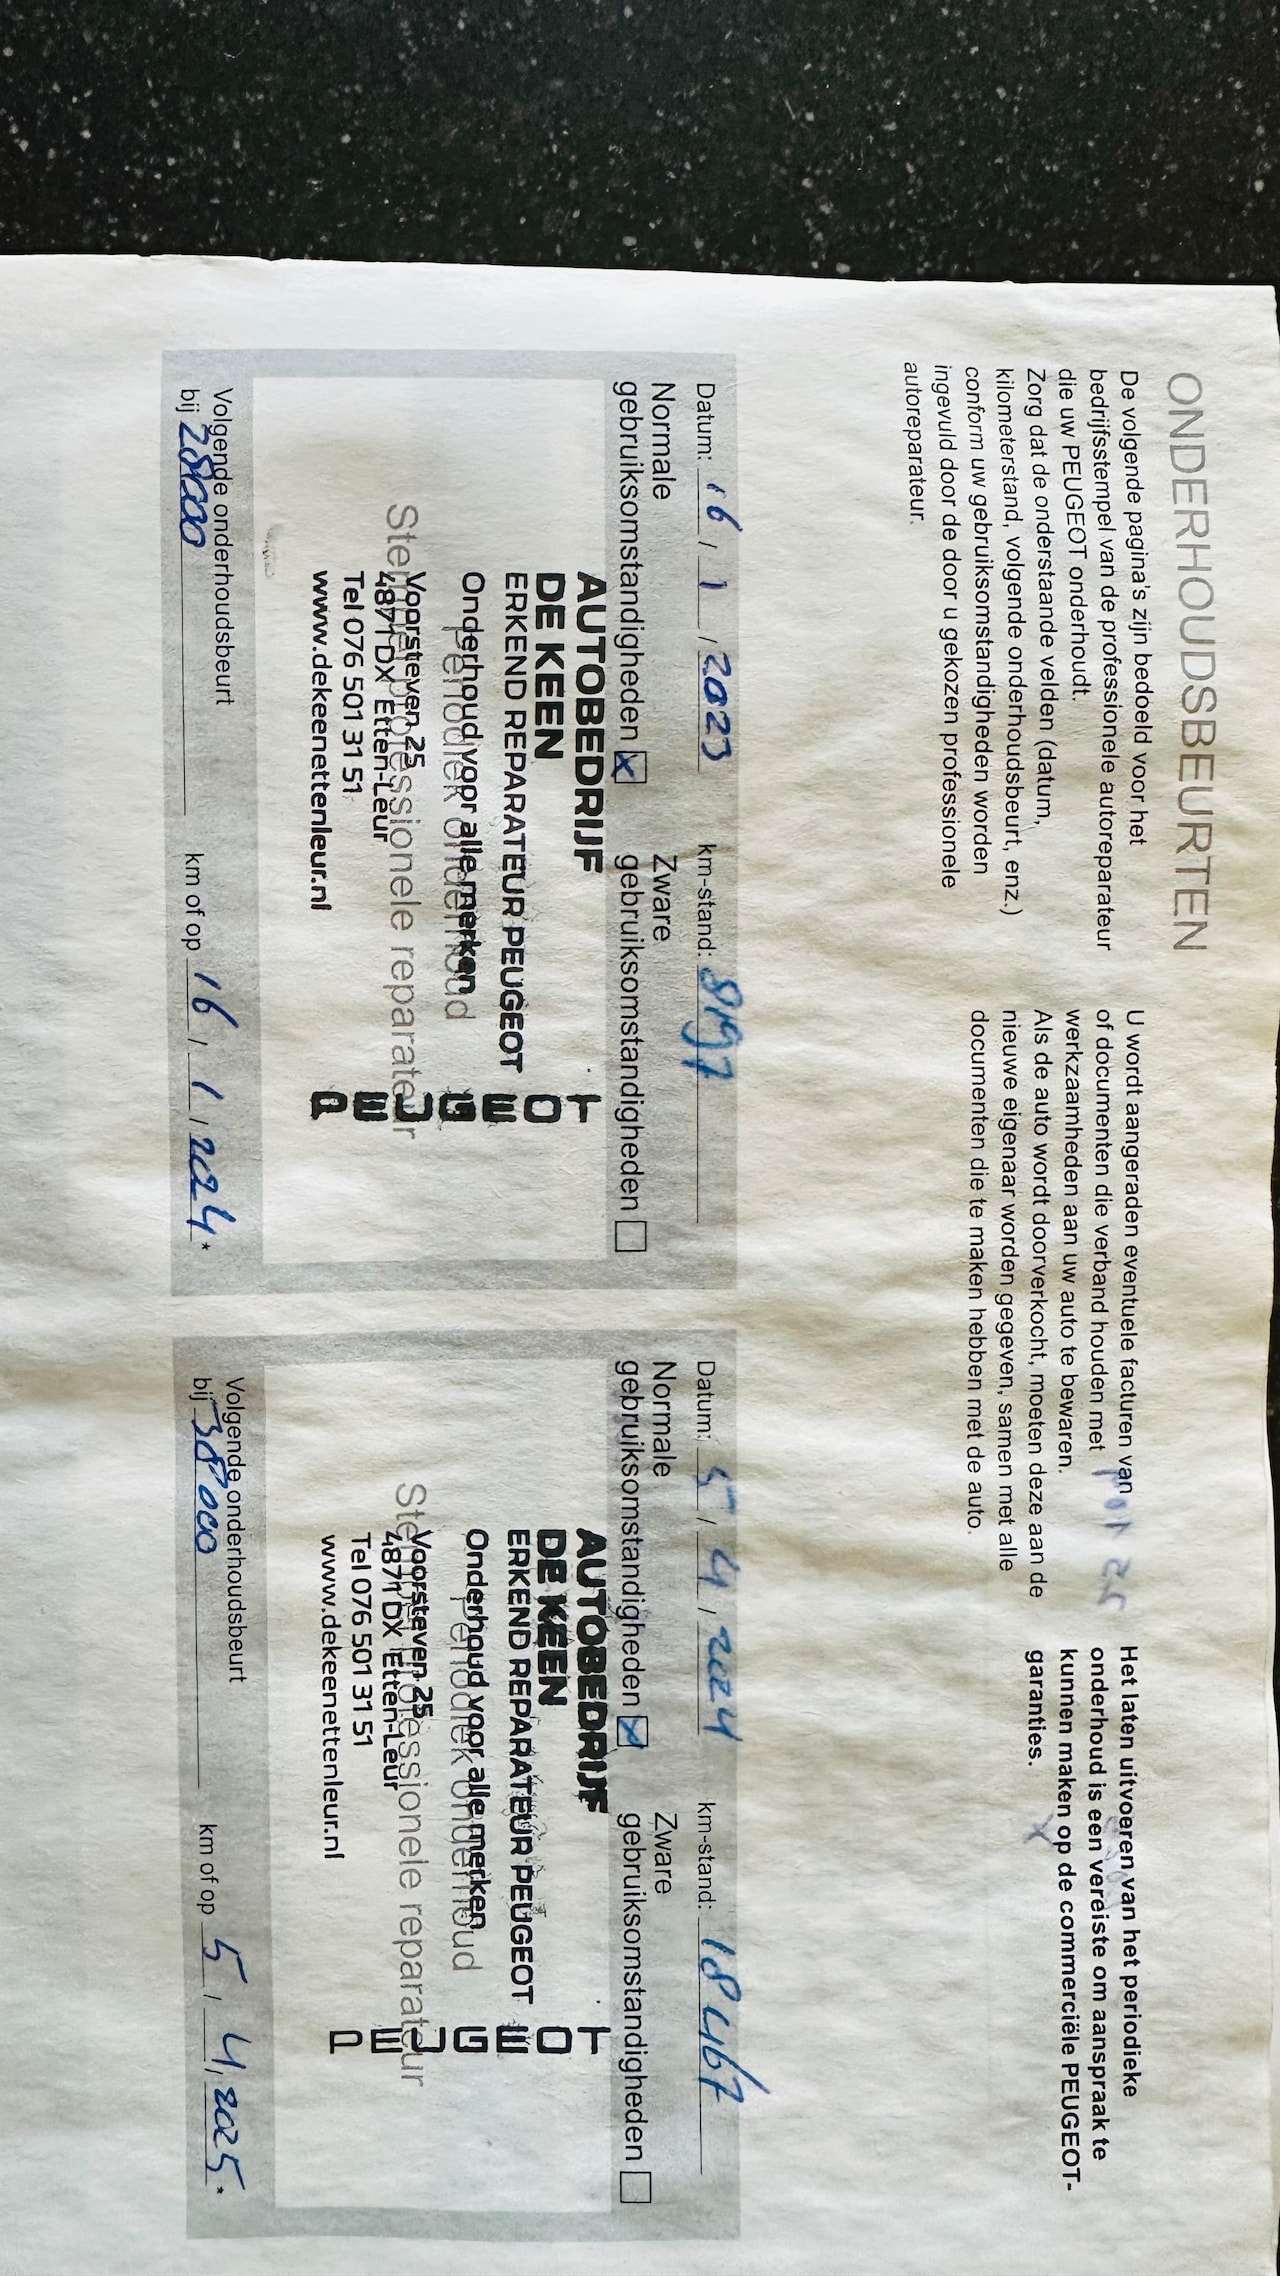 ONDERHOUDSBEURTEN
De volgende pagina's zijn bedoeld voor het
bedrijfsstempel van de professionele autoreparateur
die uw PEUGEOT onderhoudt.
Zorg dat de onderstaande velden (datum,
kilometerstand, volgende onderhoudsbeurt, enz.)
conform uw gebruiksomstandigheden worden
ingevuld door de door u gekozen professionele
autoreparateur.
U wordt aangeraden eventuele facturen van
of documenten die verband houden met
werkzaamheden aan uw auto te bewaren.
Als de auto wordt doorverkocht, moeten deze aan de
nieuwe eigenaar worden gegeven, samen met alle
documenten die te maken hebben met de auto.
Het laten uitvoeren van het periodieke
onderhoud is een vereiste om aanspraak te
kunnen maken op de commerciële PEUGEOT-
garanties.
Datum: 16 / 1 / 2023 km-stand: 8197
Normale
gebruiksomstandigheden x
Zware
gebruiksomstandigheden
AUTOBEDRIJF
DE KEEN
ERKEND REPARATEUR PEUGEOT
Onderhoud voor alle merken
Periodiek onderhoud
Voorsteven 25
Stempel professionele reparateur
4871 DX Etten-Leur
Tel 076 501 31 51
www.dekeenettenleur.nl
PEUGEOT
Volgende onderhoudsbeurt
bij 28000 km of op 16 / 1 / 2024 *
Datum: 5 / 4 / 2024 km-stand: 18467
Normale
gebruiksomstandigheden x
Zware
gebruiksomstandigheden
AUTOBEDRIJF
DE KEEN
ERKEND REPARATEUR PEUGEOT
Onderhoud voor alle merken
Periodiek onderhoud
Voorsteven 25
Stempel professionele reparateur
4871 DX Etten-Leur
Tel 076 501 31 51
www.dekeenettenleur.nl
PEUGEOT
Volgende onderhoudsbeurt
bij 38000 km of op 5 / 4 / 2025 *